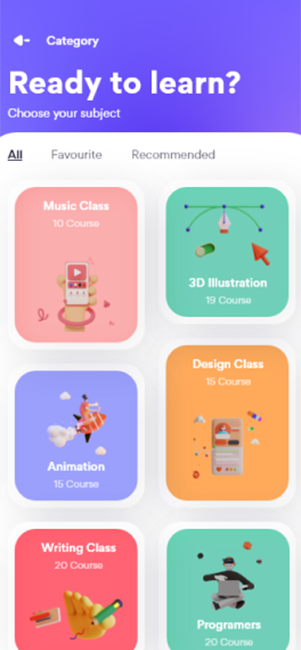 Category
Ready to learn?
Choose your subject
All Favourite Recommended
Music Class
10 Course
3D Illustration
19 Course
Design Class
15 Course
Animation
15 Course
Writing Class
20 Course
Programers
20 Course